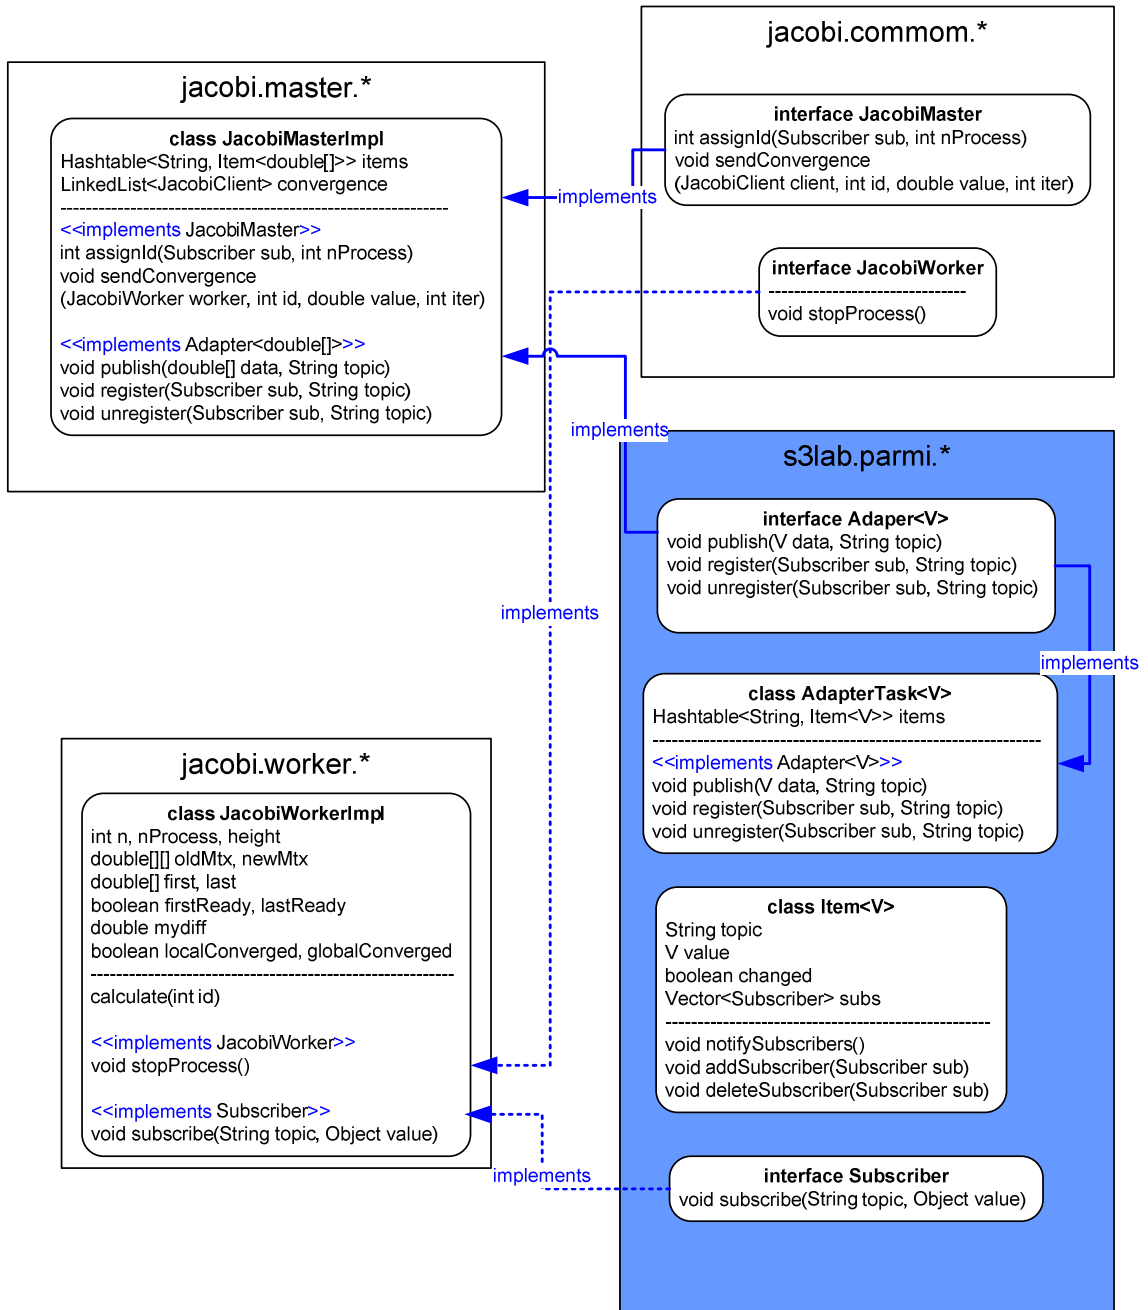 jacobi.commom.*
interface JacobiMaster
int assignId(Subscriber sub, int nProcess)
void sendConvergence
(JacobiClient client, int id, double value, int iter)
interface JacobiWorker
--------------------------------
void stopProcess()
jacobi.master.*
class JacobiMasterImpl
Hashtable<String, Item<double[]>> items
LinkedList<JacobiClient> convergence
-------------------------------------------------------------
<<implements JacobiMaster>>
int assignId(Subscriber sub, int nProcess)
void sendConvergence
(JacobiWorker worker, int id, double value, int iter)
<<implements Adapter<double[]>>>
void publish(double[] data, String topic)
void register(Subscriber sub, String topic)
void unregister(Subscriber sub, String topic)
implements
implements
s3lab.parmi.*
interface Adaper<V>
void publish(V data, String topic)
void register(Subscriber sub, String topic)
void unregister(Subscriber sub, String topic)
implements
implements
class AdapterTask<V>
Hashtable<String, Item<V>> items
-------------------------------------------------------------
<<implements Adapter<V>>>
void publish(V data, String topic)
void register(Subscriber sub, String topic)
void unregister(Subscriber sub, String topic)
class Item<V>
String topic
V value
boolean changed
Vector<Subscriber> subs
---------------------------------------------------
void notifySubscribers()
void addSubscriber(Subscriber sub)
void deleteSubscriber(Subscriber sub)
interface Subscriber
void subscribe(String topic, Object value)
jacobi.worker.*
class JacobiWorkerImpl
int n, nProcess, height
double[][] oldMtx, newMtx
double[] first, last
boolean firstReady, lastReady
double mydiff
boolean localConverged, globalConverged
---------------------------------------------------------
calculate(int id)
<<implements JacobiWorker>>
void stopProcess()
<<implements Subscriber>>
void subscribe(String topic, Object value)
implements